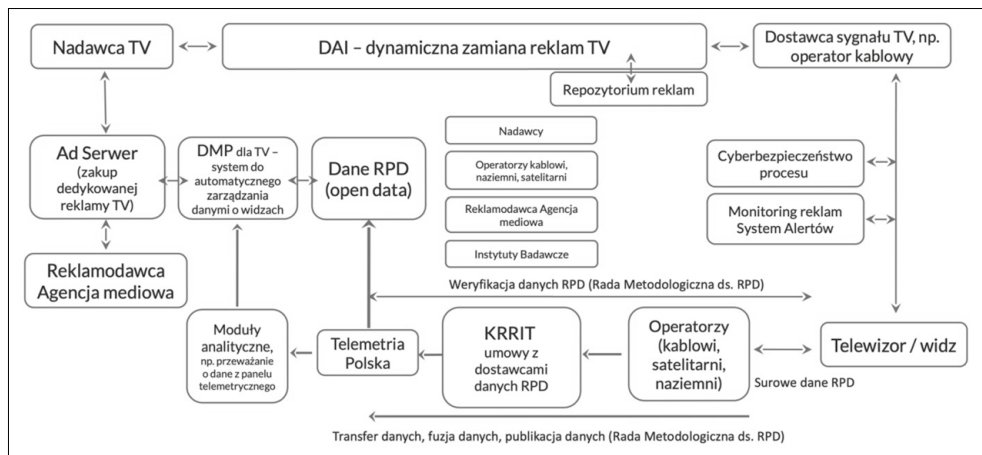 Nadawca TV
DAI – dynamiczna zamiana reklam TV
Dostawca sygnału TV, np.
operator kablowy
Repozytorium reklam
Ad Serwer
(zakup
dedykowanej
reklamy TV)
DMP dla TV –
system do
automatycznego
zarządzania
danymi o widzach
Dane RPD
(open data)
Nadawcy
Operatorzy kablowi,
naziemni, satelitarni
Reklamodawca Agencja
mediowa
Instytuty Badawcze
Cyberbezpieczeństwo
procesu
Monitoring reklam
System Alertów
Reklamodawca
Agencja mediowa
Weryfikacja danych RPD (Rada Metodologiczna ds. RPD)
Moduły
analityczne,
np. przeważanie
o dane z panelu
telemetrycznego
Telemetria
Polska
KRRIT
umowy z
dostawcami
danych RPD
Operatorzy
(kablowi,
satelitarni,
naziemni)
Telewizor / widz
Surowe dane RPD
Transfer danych, fuzja danych, publikacja danych (Rada Metodologiczna ds. RPD)